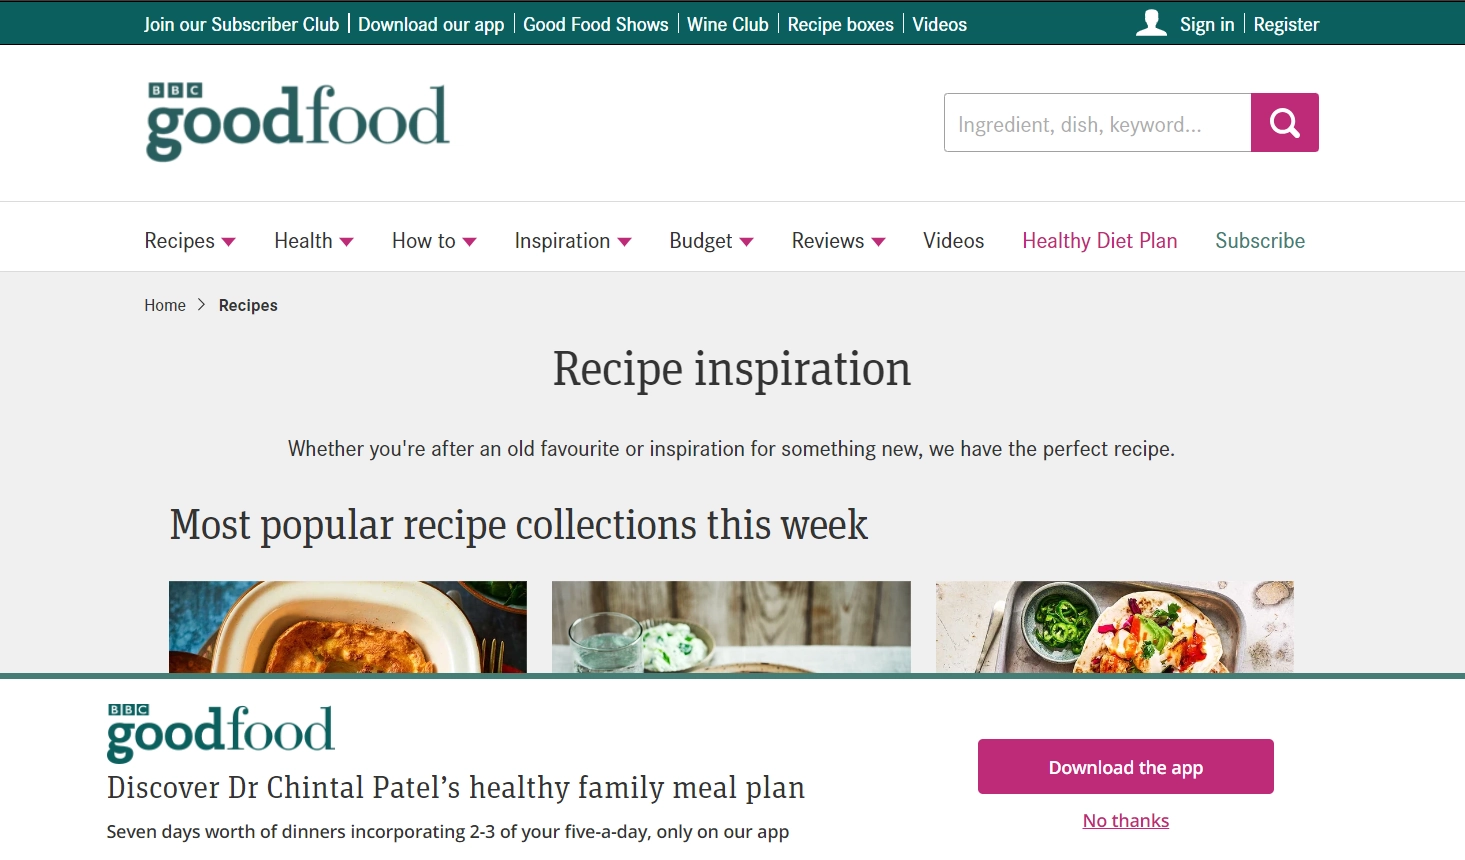 Join our Subscriber Club Download our app Good Food Shows Wine Club Recipe boxes Videos Sign in Register
BBC
goodfood
Ingredient, dish, keyword...
Recipes Health How to Inspiration Budget Reviews Videos Healthy Diet Plan Subscribe
Home Recipes
Recipe inspiration
Whether you're after an old favourite or inspiration for something new, we have the perfect recipe.
Most popular recipe collections this week
BBC
goodfood
Discover Dr Chintal Patel’s healthy family meal plan
Seven days worth of dinners incorporating 2-3 of your five-a-day, only on our app
Download the app
No thanks